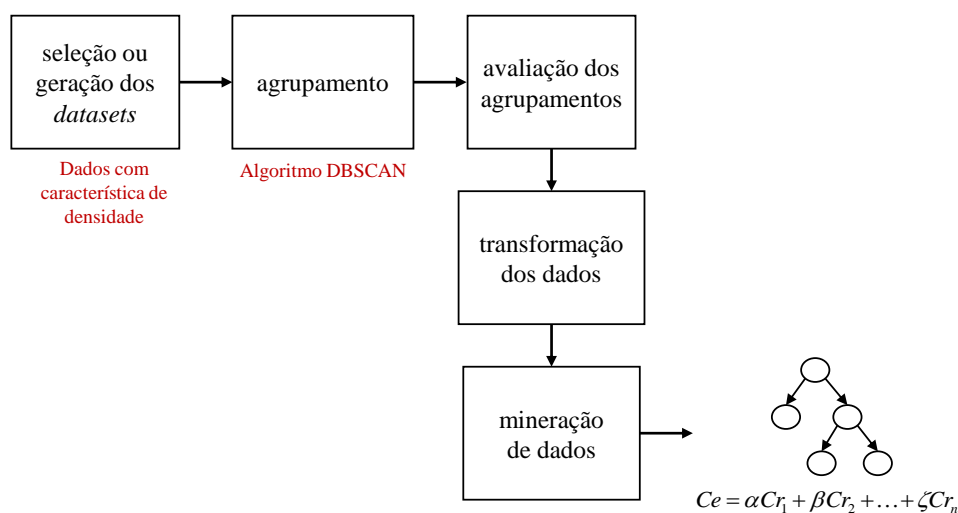 seleção ou
geração dos
datasets
Dados com
característica de
densidade
agrupamento
Algoritmo DBSCAN
avaliação dos
agrupamentos
transformação
dos dados
mineração
de dados
Ce = αCr₁ + βCr₂ + … + ζCrₙ